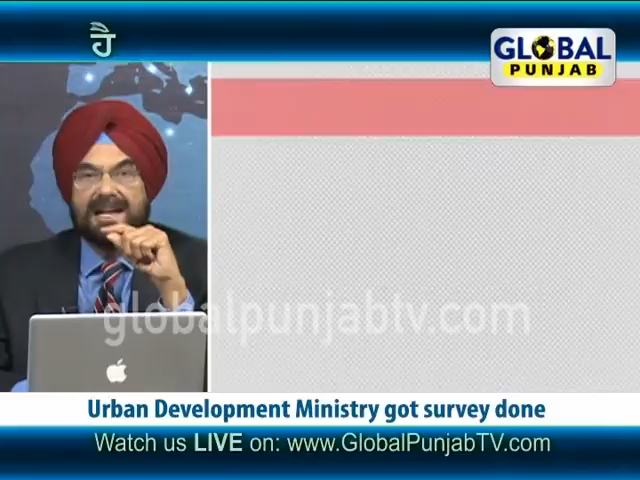 ਹੈ
GLOBAL
PUNJAB
globalpunjabtv.com
Urban Development Ministry got survey done
Watch us LIVE on: www.GlobalPunjabTV.com